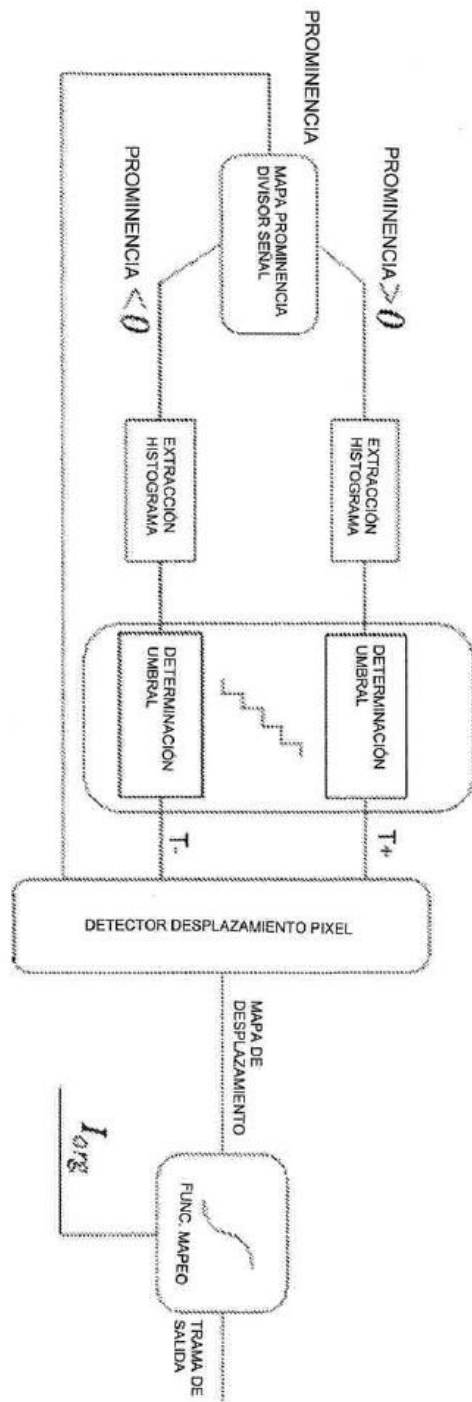 PROMINENCIA
MAPA PROMINENCIA
DIVISOR SEÑAL
PROMINENCIA >> 0
PROMINENCIA << 0
EXTRACCIÓN
HISTOGRAMA
EXTRACCIÓN
HISTOGRAMA
DETERMINACIÓN
UMBRAL
DETERMINACIÓN
UMBRAL
T+
T-
DETECTOR DESPLAZAMIENTO PIXEL
MAPA DE
DESPLAZAMIENTO
Iorg
FUNC. MAPEO
TRAMA DE
SALIDA